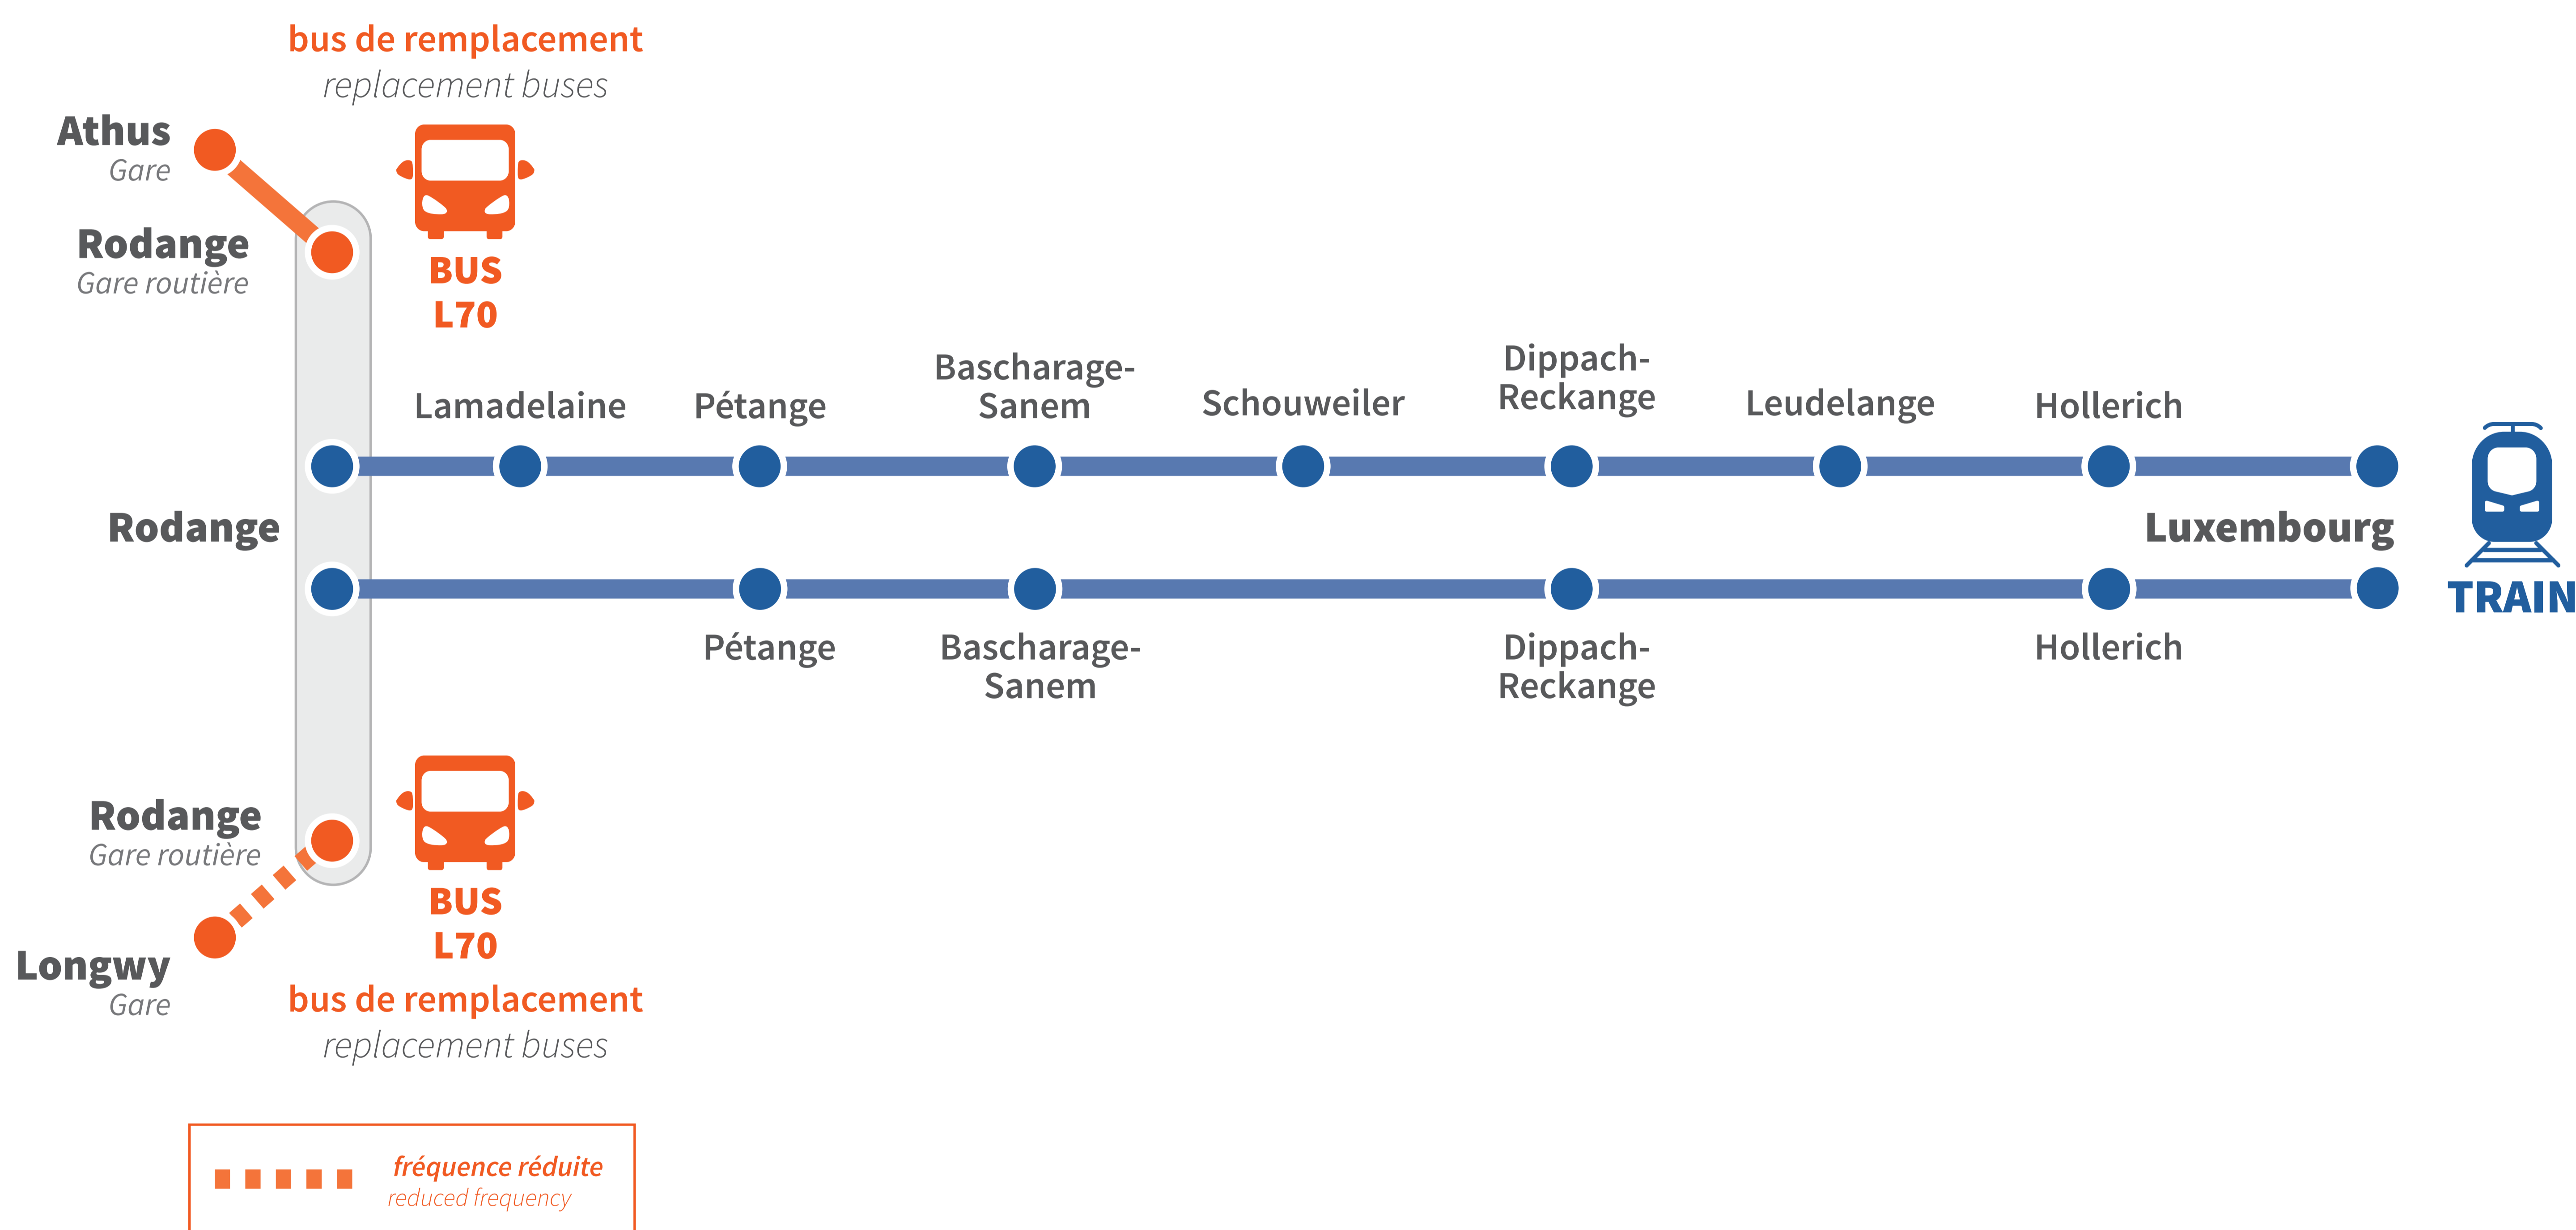 bus de remplacement
replacement buses
Athus
Gare
Rodange
Gare routière
BUS
L70
Lamadelaine
Pétange
Bascharage-
Sanem
Schouweiler
Dippach-
Reckange
Leudelange
Hollerich
Rodange
Luxembourg
TRAIN
Pétange
Bascharage-
Sanem
Dippach-
Reckange
Hollerich
Rodange
Gare routière
BUS
L70
Longwy
Gare
bus de remplacement
replacement buses
fréquence réduite
reduced frequency